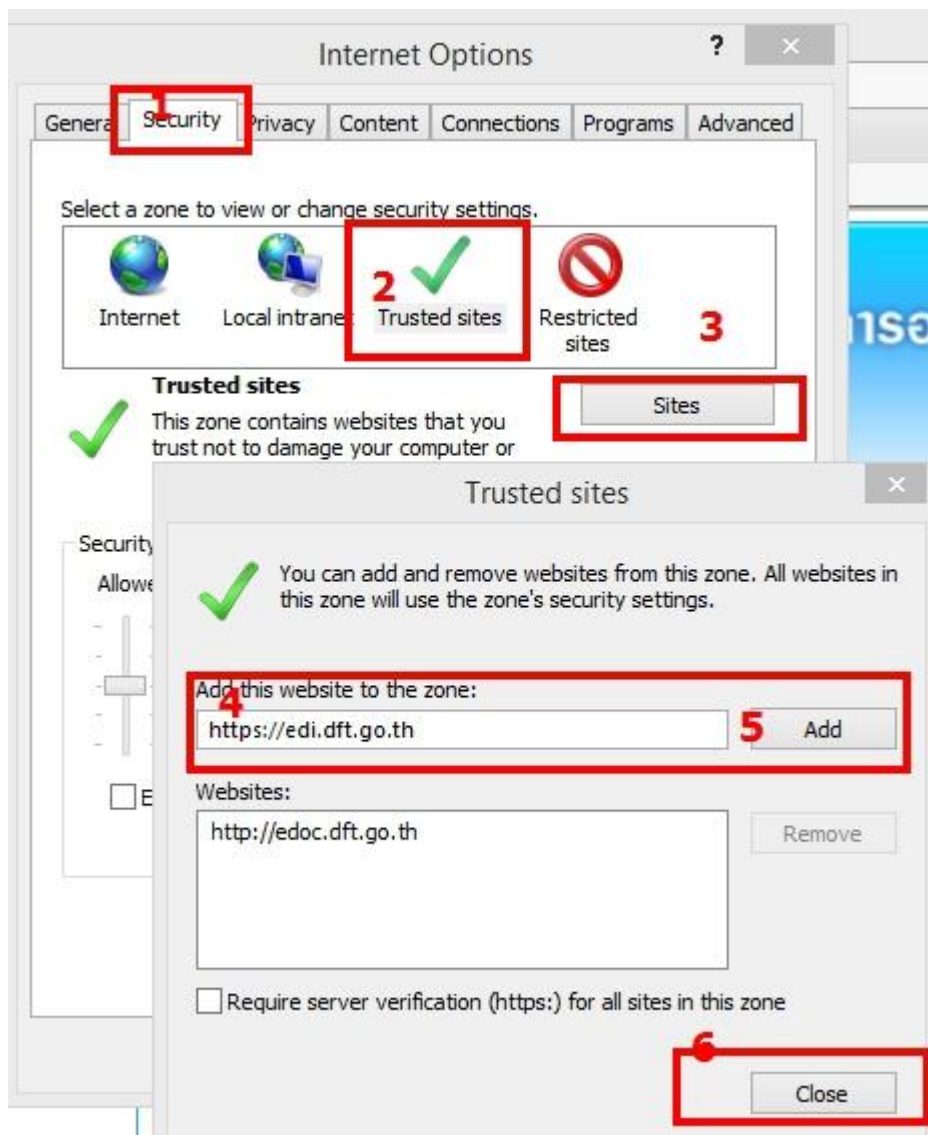 Internet Options
?
1
General Security Privacy Content Connections Programs Advanced
Select a zone to view or change security settings.
2
3
Internet Local intranet Trusted sites Restricted sites
Trusted sites
Sites
This zone contains websites that you
trust not to damage your computer or
Trusted sites
Security
You can add and remove websites from this zone. All websites in
this zone will use the zone's security settings.
Add this website to the zone:
4
https://edi.dft.go.th
5
Add
Websites:
http://edoc.dft.go.th
Remove
Require server verification (https:) for all sites in this zone
6
Close